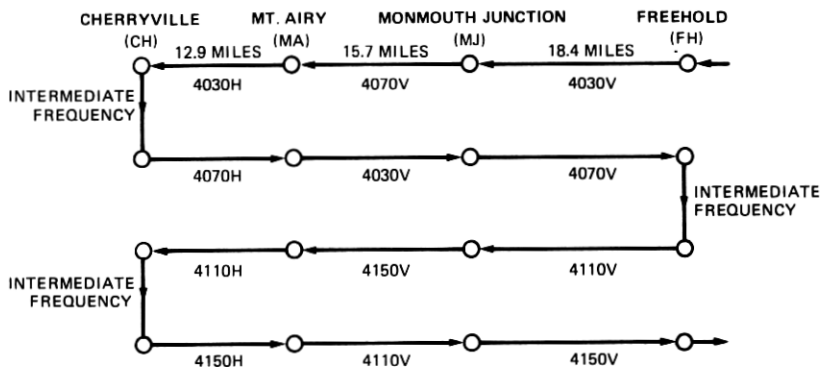 CHERRYVILLE MT. AIRY MONMOUTH JUNCTION FREEHOLD
(CH) (MA) (MJ) (FH)
12.9 MILES 15.7 MILES 18.4 MILES
4030H 4070V 4030V
INTERMEDIATE
FREQUENCY
4070H 4030V 4070V
INTERMEDIATE
FREQUENCY
4110H 4150V 4110V
INTERMEDIATE
FREQUENCY
4150H 4110V 4150V